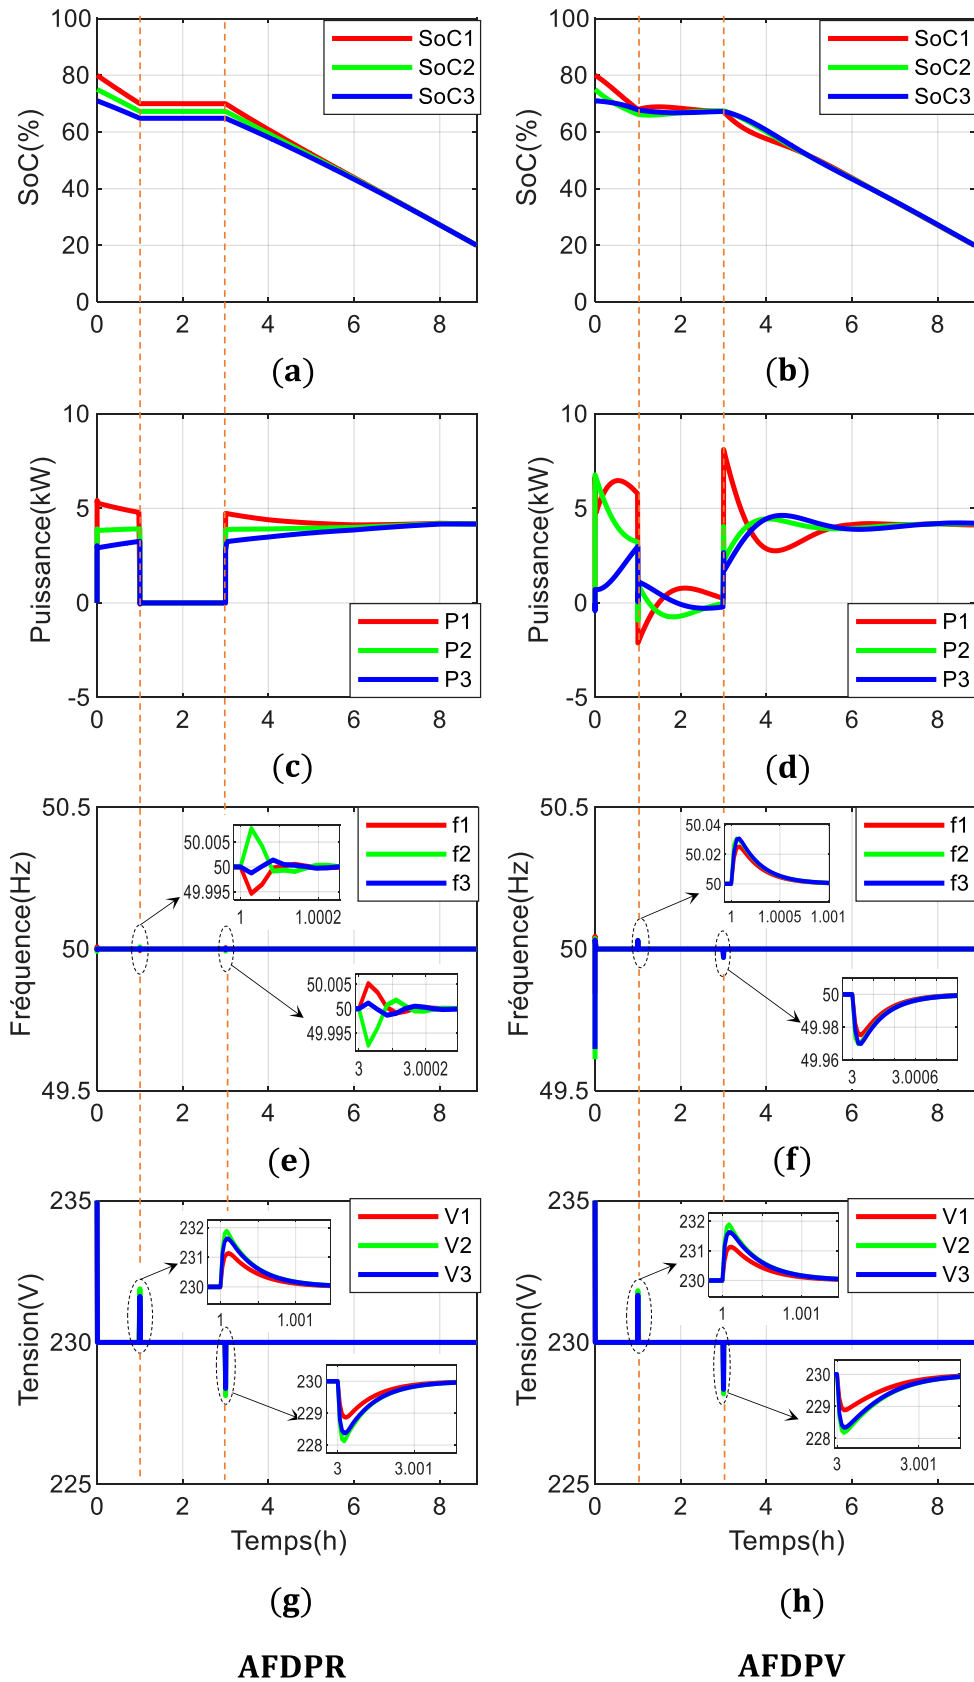 100
80
60
40
20
0
SoC(%)
SoC1
SoC2
SoC3
0 2 4 6 8
(a)
100
80
60
40
20
0
SoC(%)
SoC1
SoC2
SoC3
0 2 4 6 8
(b)
10
5
0
-5
Puissance(kW)
P1
P2
P3
0 2 4 6 8
(c)
10
5
0
-5
Puissance(kW)
P1
P2
P3
0 2 4 6 8
(d)
50.5
50
49.5
Fréquence(Hz)
f1
f2
f3
50.005
50
49.995
1 1.0002
50.005
50
49.995
3 3.0002
0 2 4 6 8
(e)
50.5
50
49.5
Fréquence(Hz)
f1
f2
f3
50.04
50.02
50
1 1.0005 1.001
50
49.98
49.96
3 3.0006
0 2 4 6 8
(f)
235
230
225
Tension(V)
V1
V2
V3
232
231
230
1 1.001
230
229
228
3 3.001
0 2 4 6 8
Temps(h)
(g)
235
230
225
Tension(V)
V1
V2
V3
232
231
230
1 1.001
230
229
228
3 3.001
0 2 4 6 8
Temps(h)
(h)
AFDPR
AFDPV